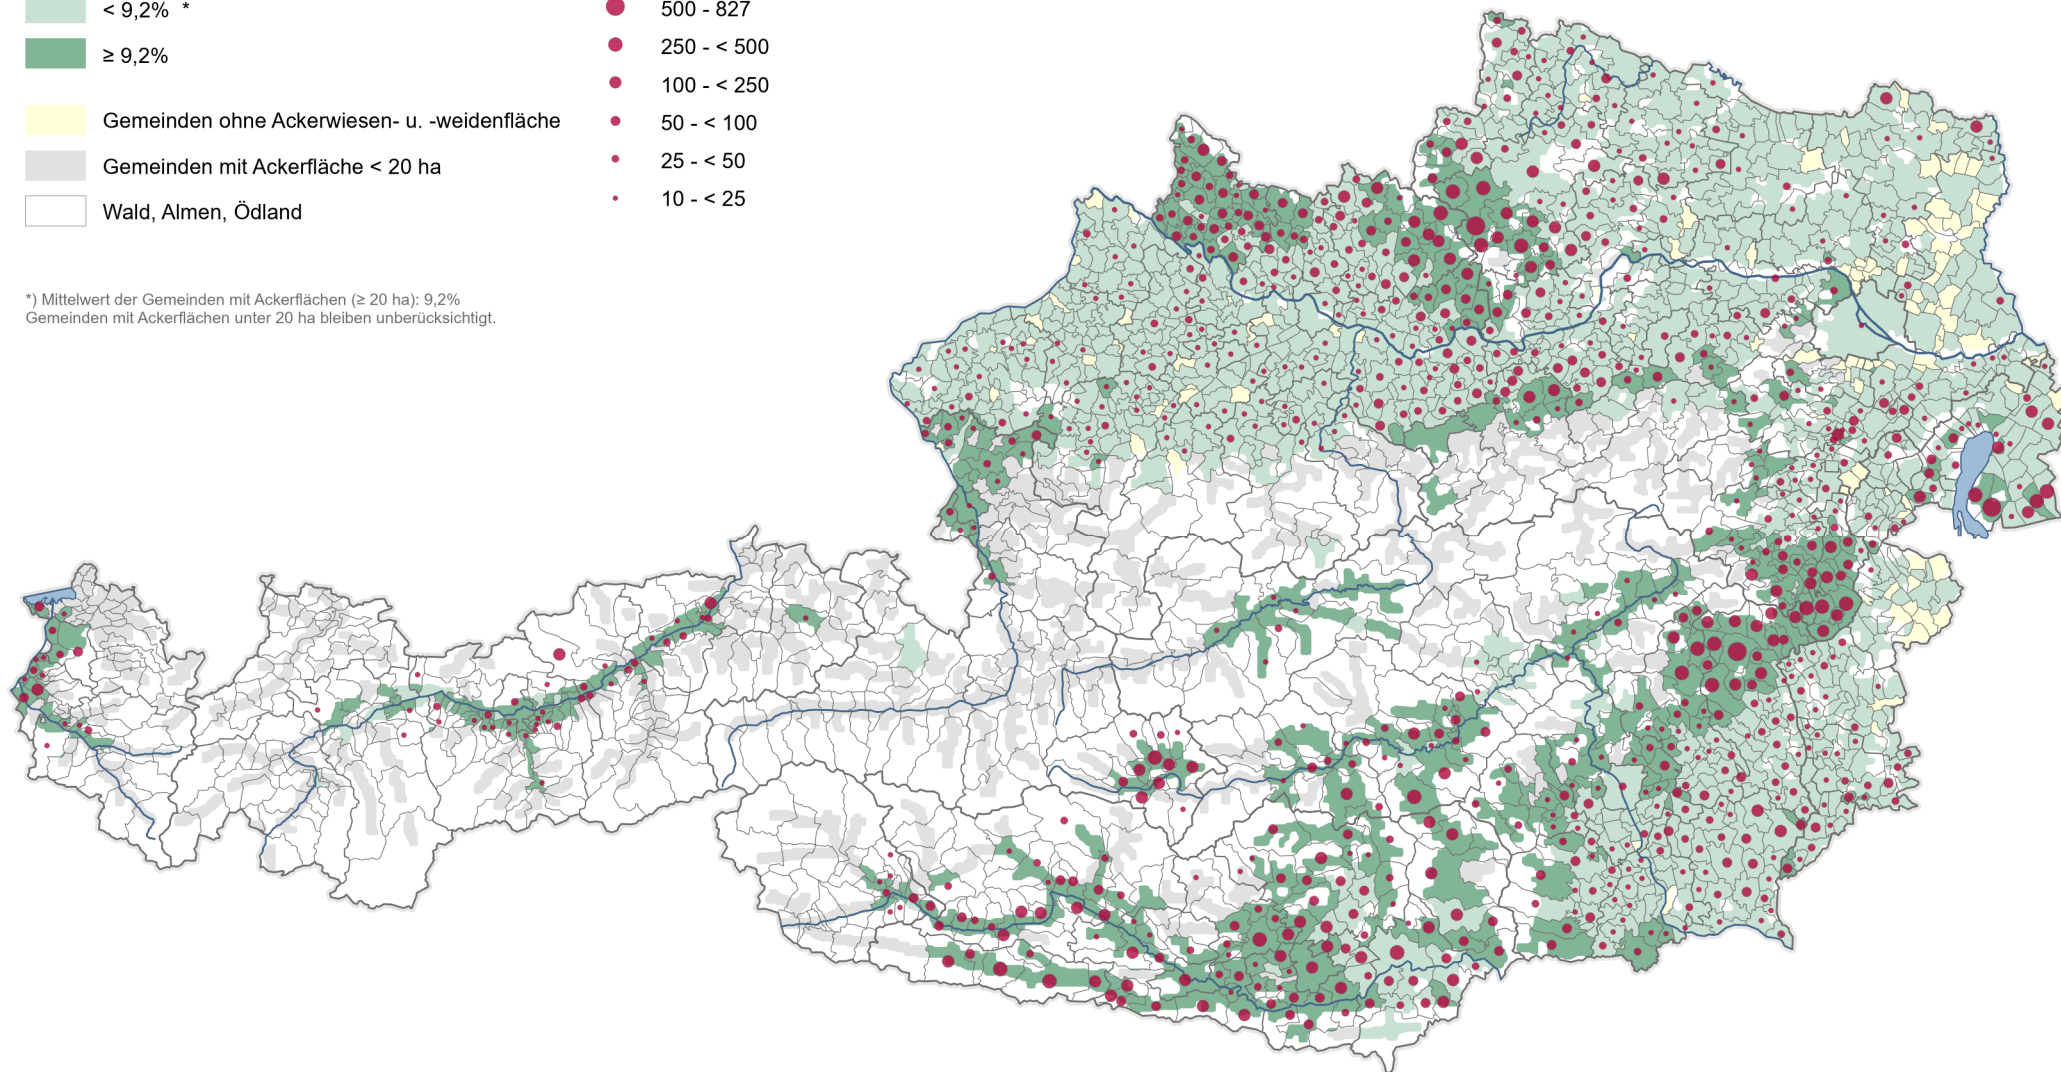 < 9,2% *
≥ 9,2%
Gemeinden ohne Ackerwiesen- u. -weidenfläche
Gemeinden mit Ackerfläche < 20 ha
Wald, Almen, Ödland
500 - 827
250 - < 500
100 - < 250
50 - < 100
25 - < 50
10 - < 25
*) Mittelwert der Gemeinden mit Ackerflächen (≥ 20 ha): 9,2%
Gemeinden mit Ackerflächen unter 20 ha bleiben unberücksichtigt.